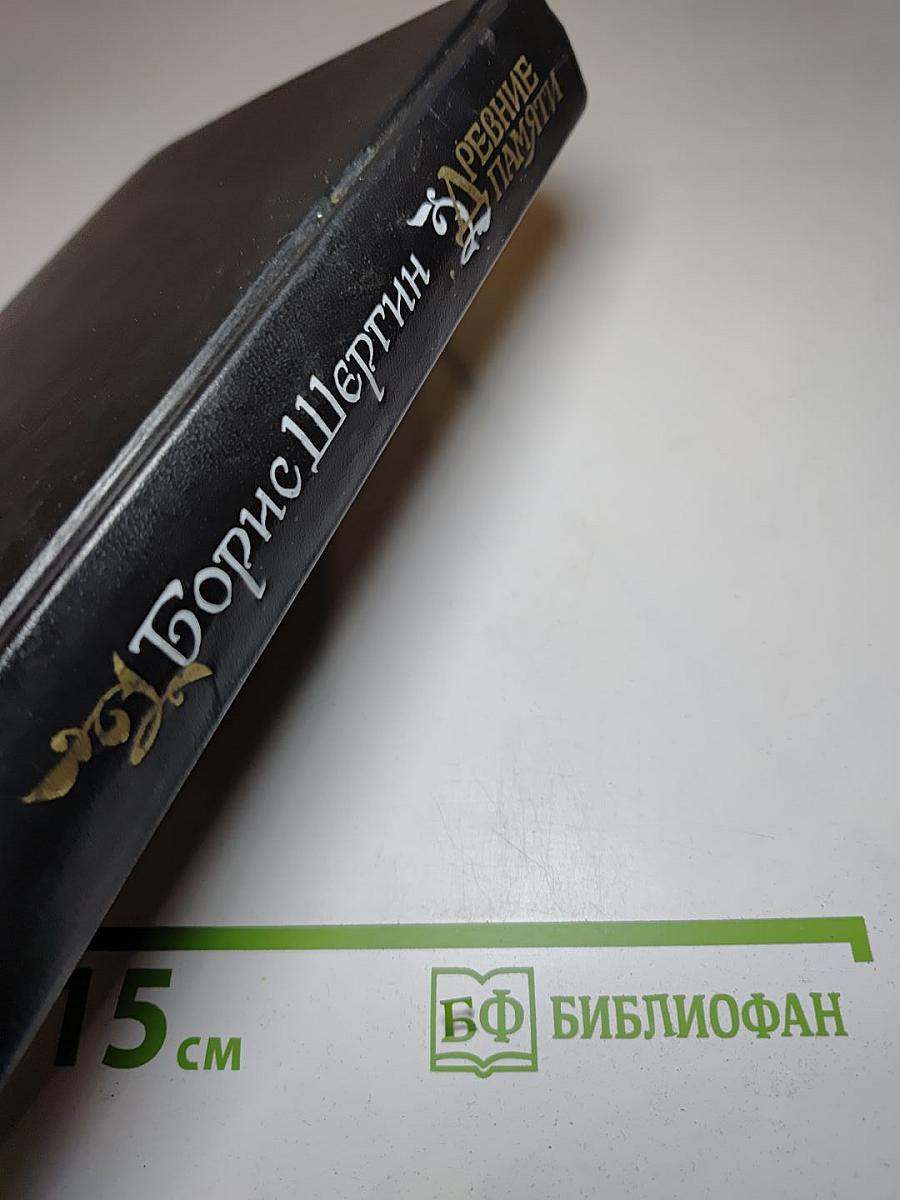 Борис Шергин
ДРЕВНИЕ
ПАМЯТИ
15 см
БФ БИБЛИОФАН